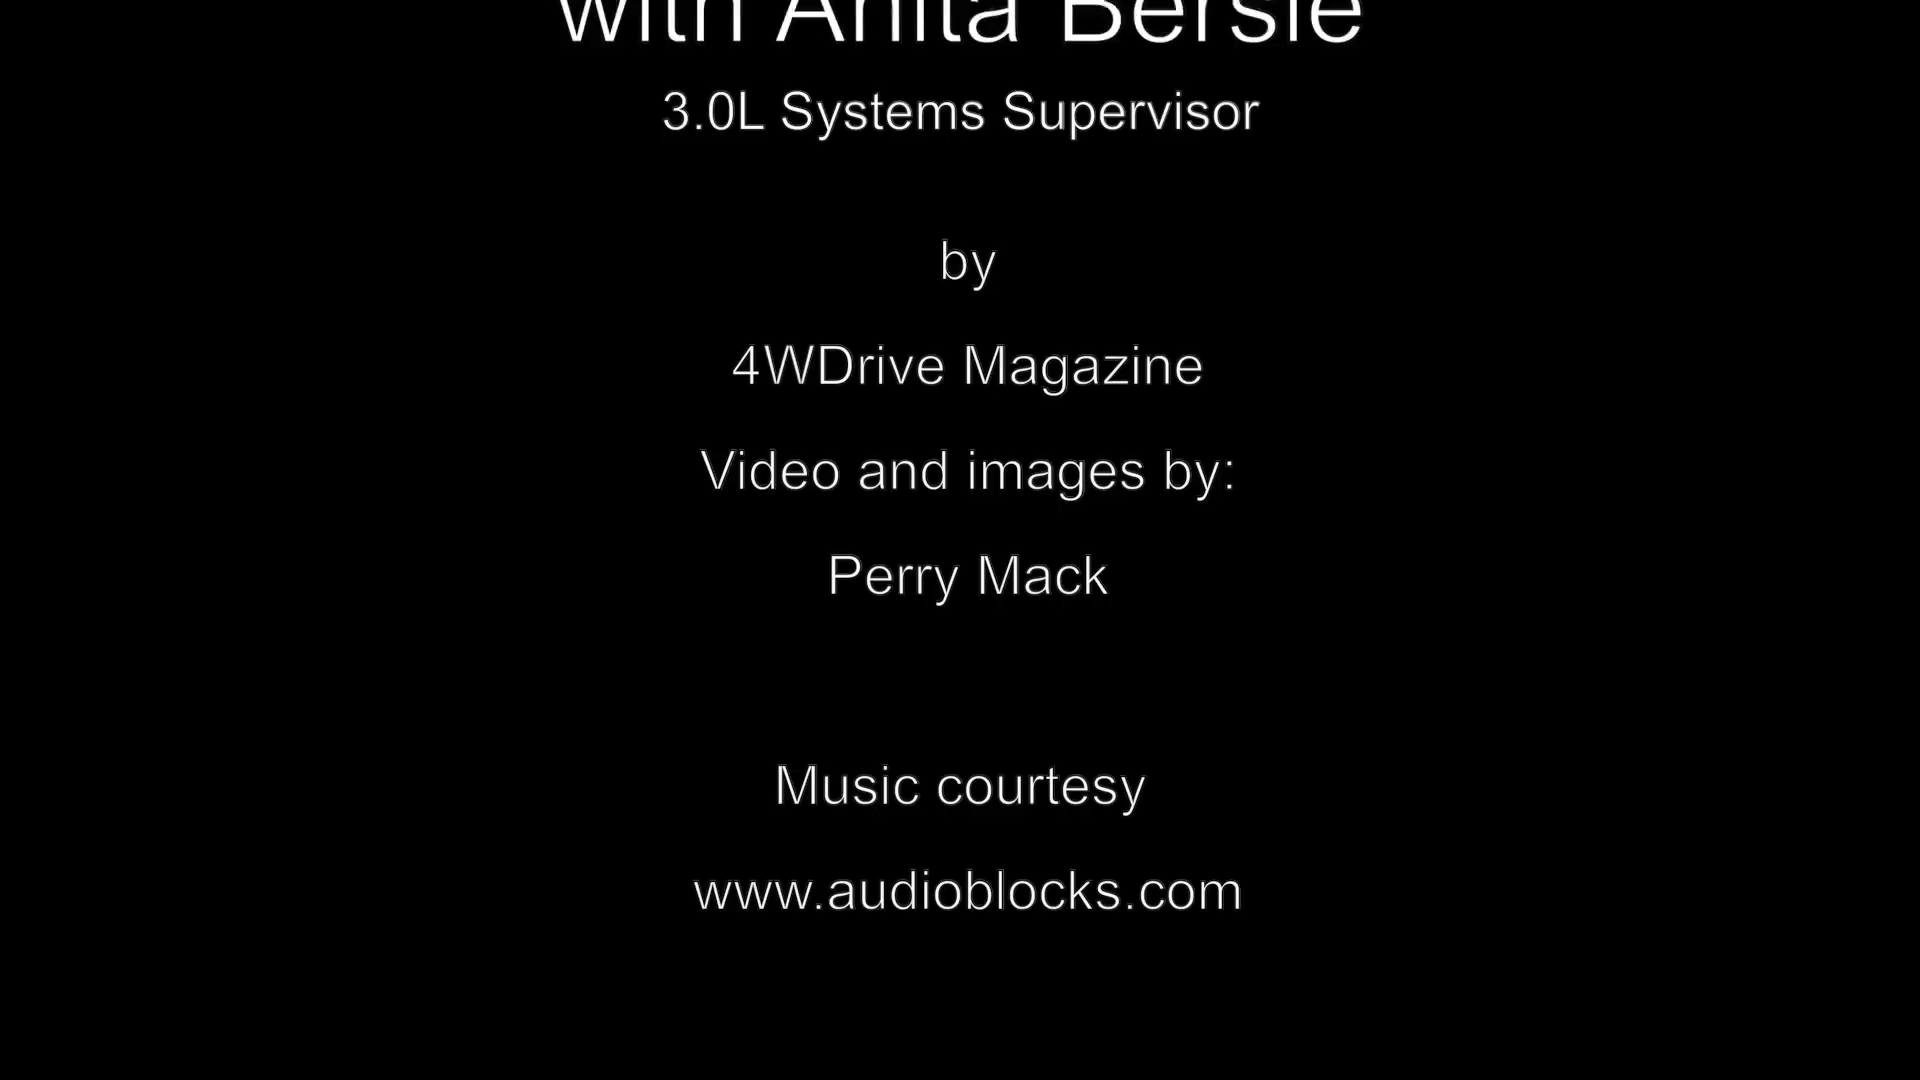 with Anita Bersie
3.0L Systems Supervisor
by
4WDrive Magazine
Video and images by:
Perry Mack
Music courtesy
www.audioblocks.com